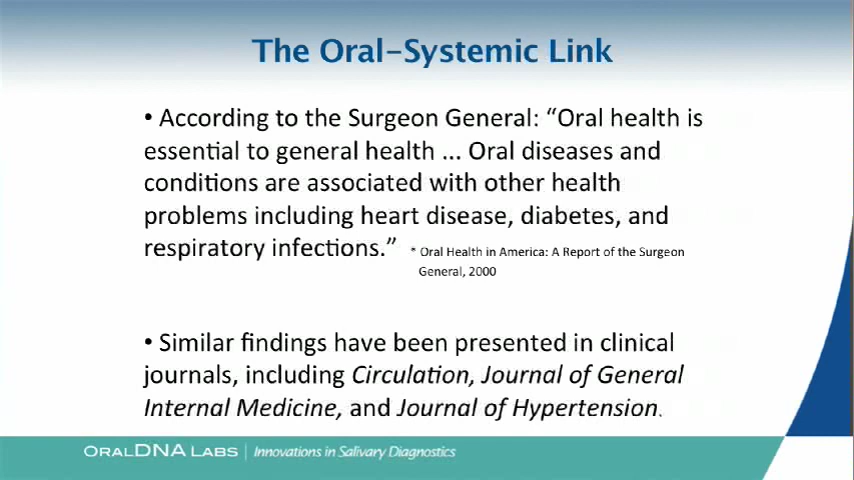 The Oral-Systemic Link
• According to the Surgeon General: “Oral health is
essential to general health ... Oral diseases and
conditions are associated with other health
problems including heart disease, diabetes, and
respiratory infections.” * Oral Health in America: A Report of the Surgeon
General, 2000
• Similar findings have been presented in clinical
journals, including Circulation, Journal of General
Internal Medicine, and Journal of Hypertension.
ORALDNA LABS | Innovations in Salivary Diagnostics